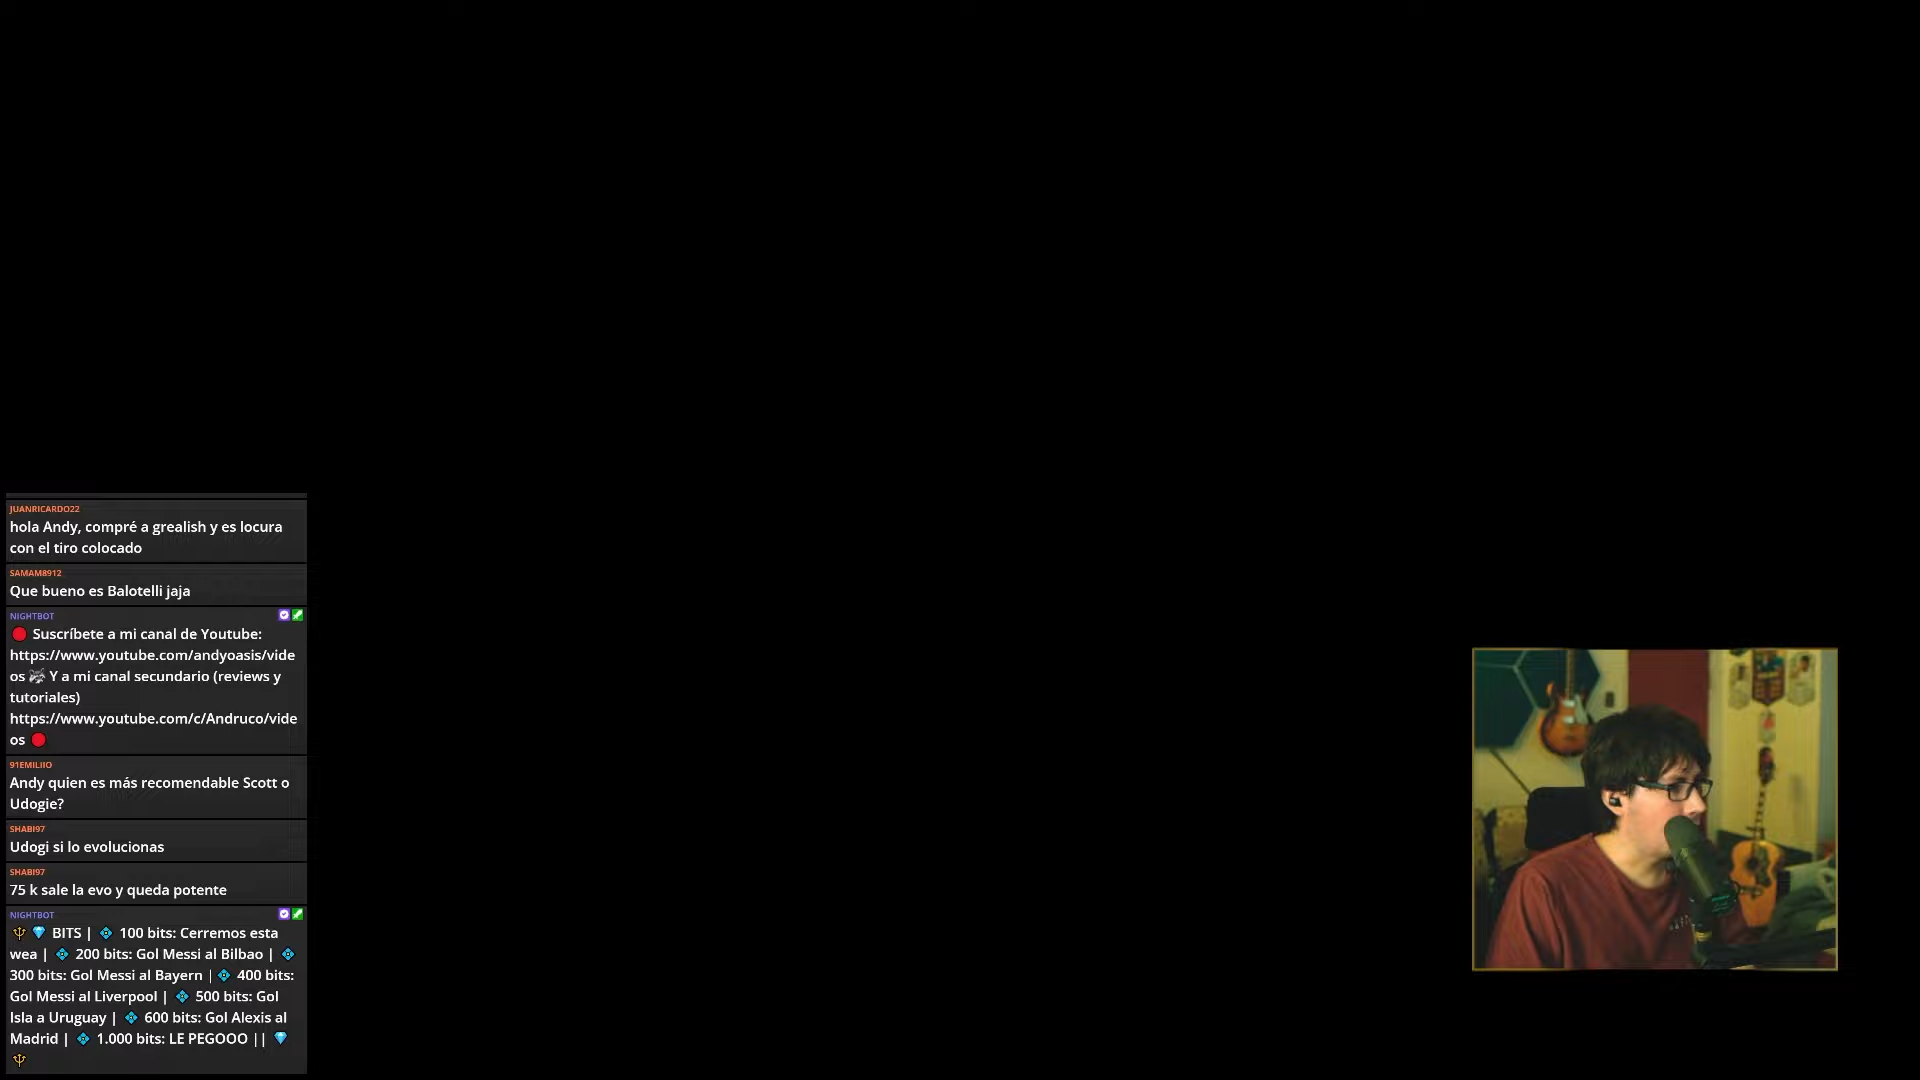 JUANRICARDO22
hola Andy, compré a grealish y es locura
con el tiro colocado
SAMAM8912
Que bueno es Balotelli jaja
NIGHTBOT
Suscríbete a mi canal de Youtube:
https://www.youtube.com/andyoasis/vide
os Y a mi canal secundario (reviews y
tutoriales)
https://www.youtube.com/c/Andruco/vide
os
91EMILIIO
Andy quien es más recomendable Scott o
Udogie?
SHABI97
Udogi si lo evolucionas
SHABI97
75 k sale la evo y queda potente
NIGHTBOT
BITS | 100 bits: Cerremos esta
wea | 200 bits: Gol Messi al Bilbao |
300 bits: Gol Messi al Bayern | 400 bits:
Gol Messi al Liverpool | 500 bits: Gol
Isla a Uruguay | 600 bits: Gol Alexis al
Madrid | 1.000 bits: LE PEGOOO ||